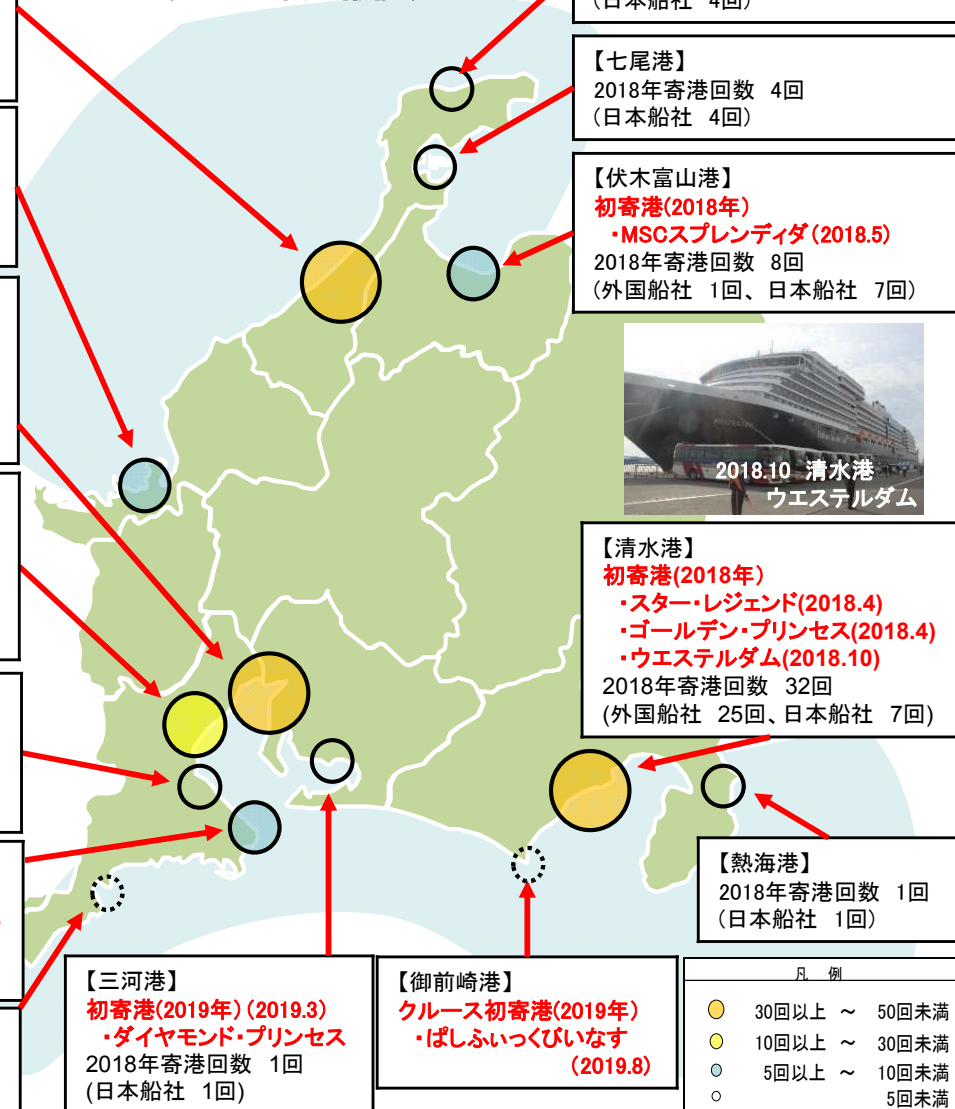 (日本船社 4回)
【七尾港】
2018年寄港回数 4回
(日本船社 4回)
【伏木富山港】
初寄港(2018年)
・MSCスプレンディダ(2018.5)
2018年寄港回数 8回
(外国船社 1回、日本船社 7回)
2018.10 清水港
ウエステルダム
【清水港】
初寄港(2018年)
・スター・レジェンド(2018.4)
・ゴールデン・プリンセス(2018.4)
・ウエステルダム(2018.10)
2018年寄港回数 32回
(外国船社 25回、日本船社 7回)
【熱海港】
2018年寄港回数 1回
(日本船社 1回)
【三河港】
初寄港(2019年)(2019.3)
・ダイヤモンド・プリンセス
2018年寄港回数 1回
(日本船社 1回)
【御前崎港】
クルース初寄港(2019年)
・ぱしふぃっくびいなす
(2019.8)
凡 例
30回以上 ~ 50回未満
10回以上 ~ 30回未満
5回以上 ~ 10回未満
5回未満